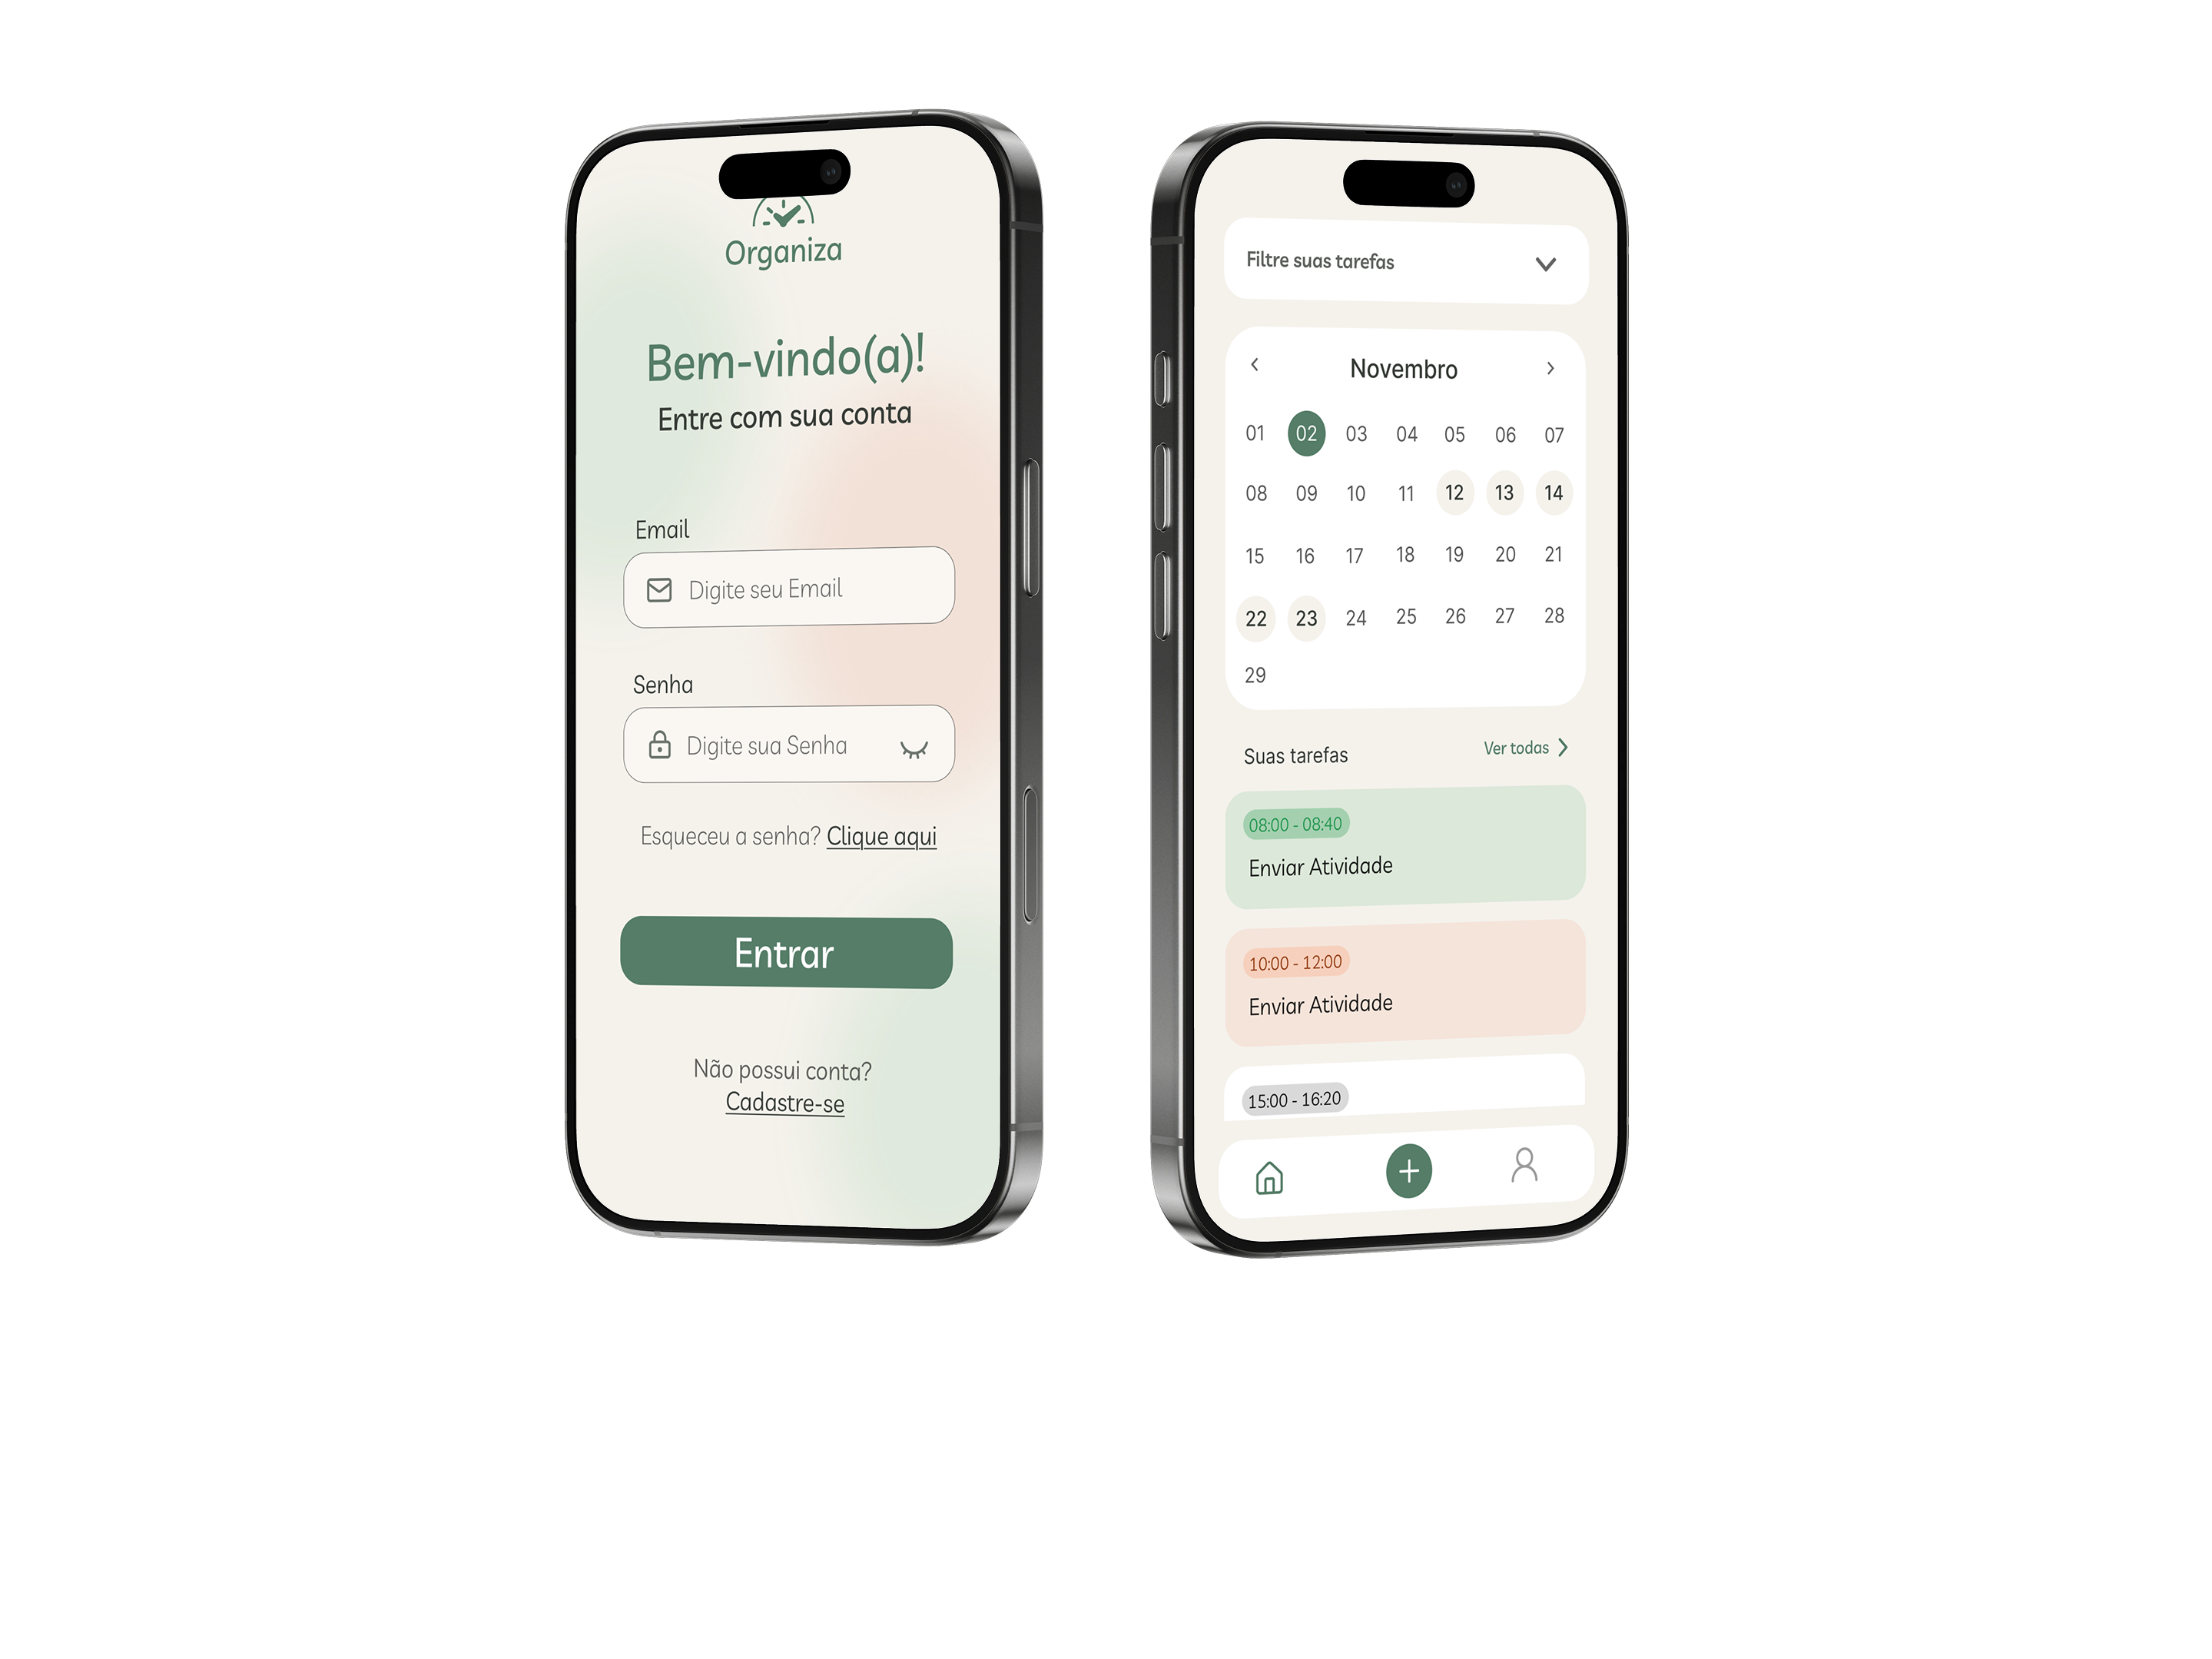 Organiza
Bem-vindo(a)!
Entre com sua conta
Email
Digite seu Email
Senha
Digite sua Senha
Esqueceu a senha? Clique aqui
Entrar
Não possui conta?
Cadastre-se
Filtre suas tarefas
Novembro
01 02 03 04 05 06 07
08 09 10 11 12 13 14
15 16 17 18 19 20 21
22 23 24 25 26 27 28
29
Suas tarefas Ver todas
08:00 - 08:40
Enviar Atividade
10:00 - 12:00
Enviar Atividade
15:00 - 16:20